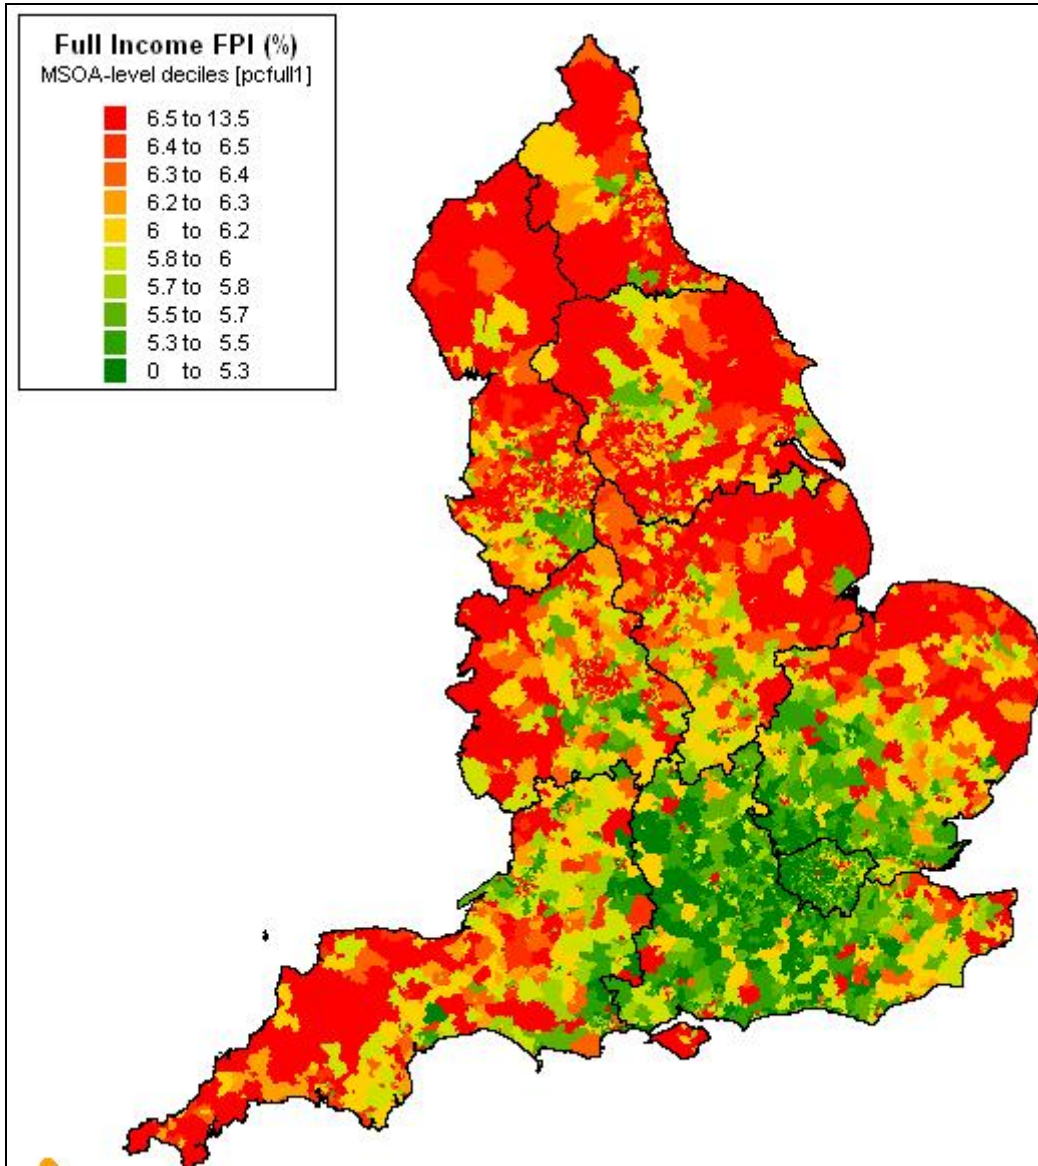 Full Income FPI (%)
MSOA-level deciles [pcfull1]
6.5 to 13.5
6.4 to 6.5
6.3 to 6.4
6.2 to 6.3
6 to 6.2
5.8 to 6
5.7 to 5.8
5.5 to 5.7
5.3 to 5.5
0 to 5.3